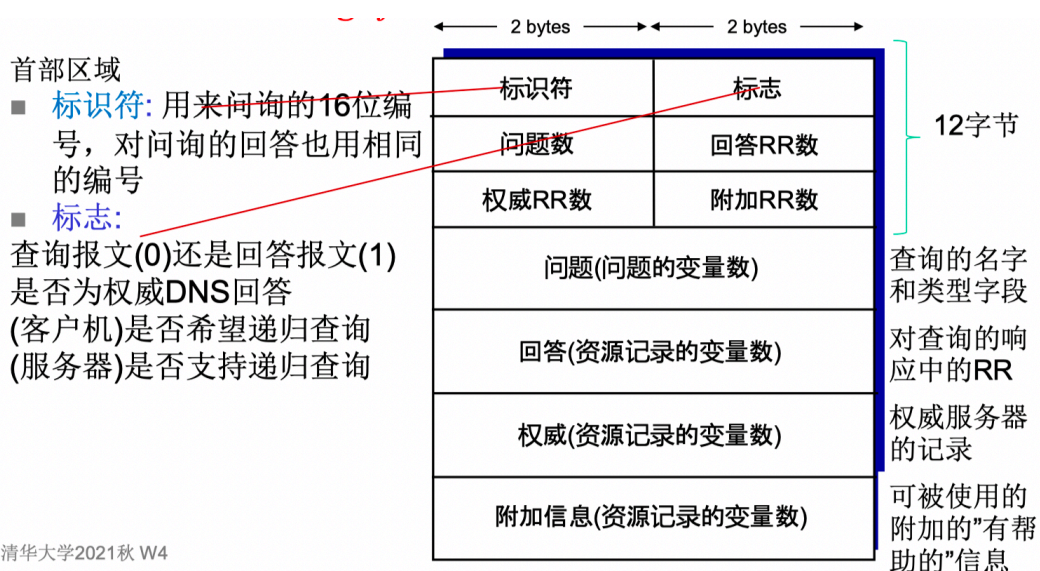 2 bytes
2 bytes
首部区域
标识符: 用来问询的16位编
号，对问询的回答也用相同
的编号
标志:
查询报文(0)还是回答报文(1)
是否为权威DNS回答
(客户机)是否希望递归查询
(服务器)是否支持递归查询
标识符
标志
问题数
回答RR数
权威RR数
附加RR数
问题(问题的变量数)
回答(资源记录的变量数)
权威(资源记录的变量数)
附加信息(资源记录的变量数)
12字节
查询的名字
和类型字段
对查询的响
应中的RR
权威服务器
的记录
可被使用的
附加的”有帮
助的”信息
清华大学2021秋 W4